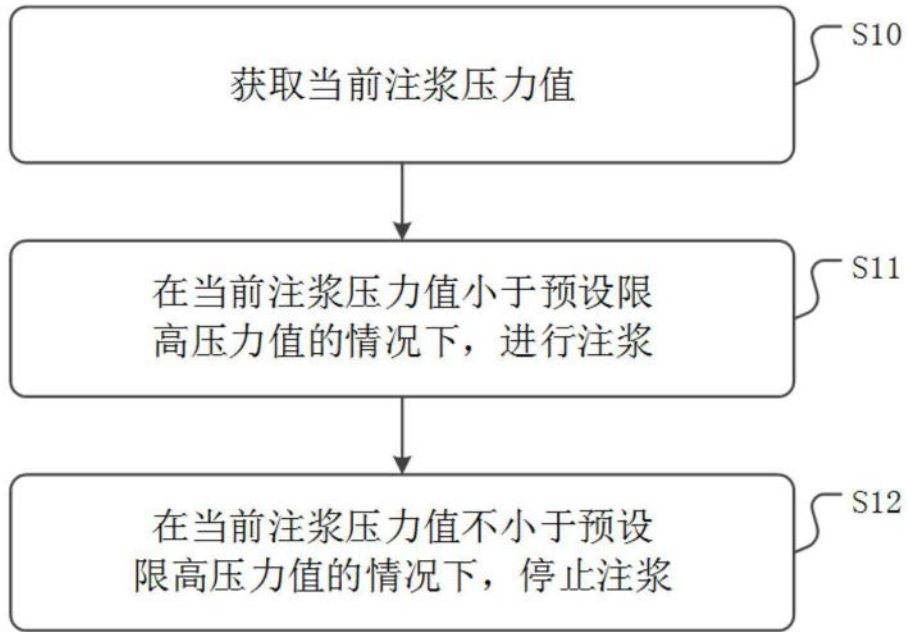 获取当前注浆压力值
S10
在当前注浆压力值小于预设限
高压力值的情况下，进行注浆
S11
在当前注浆压力值不小于预设
限高压力值的情况下，停止注浆
S12